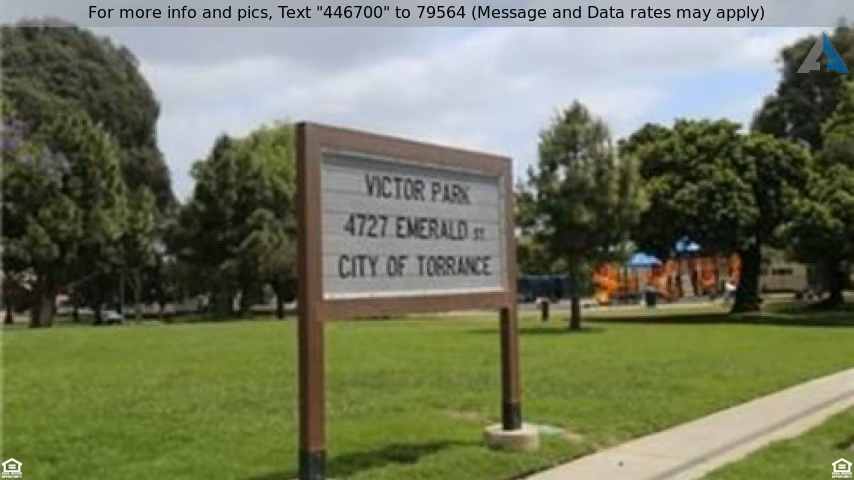 For more info and pics, Text "446700" to 79564 (Message and Data rates may apply)
VICTOR PARK
4727 EMERALD ST
CITY OF TORRANCE